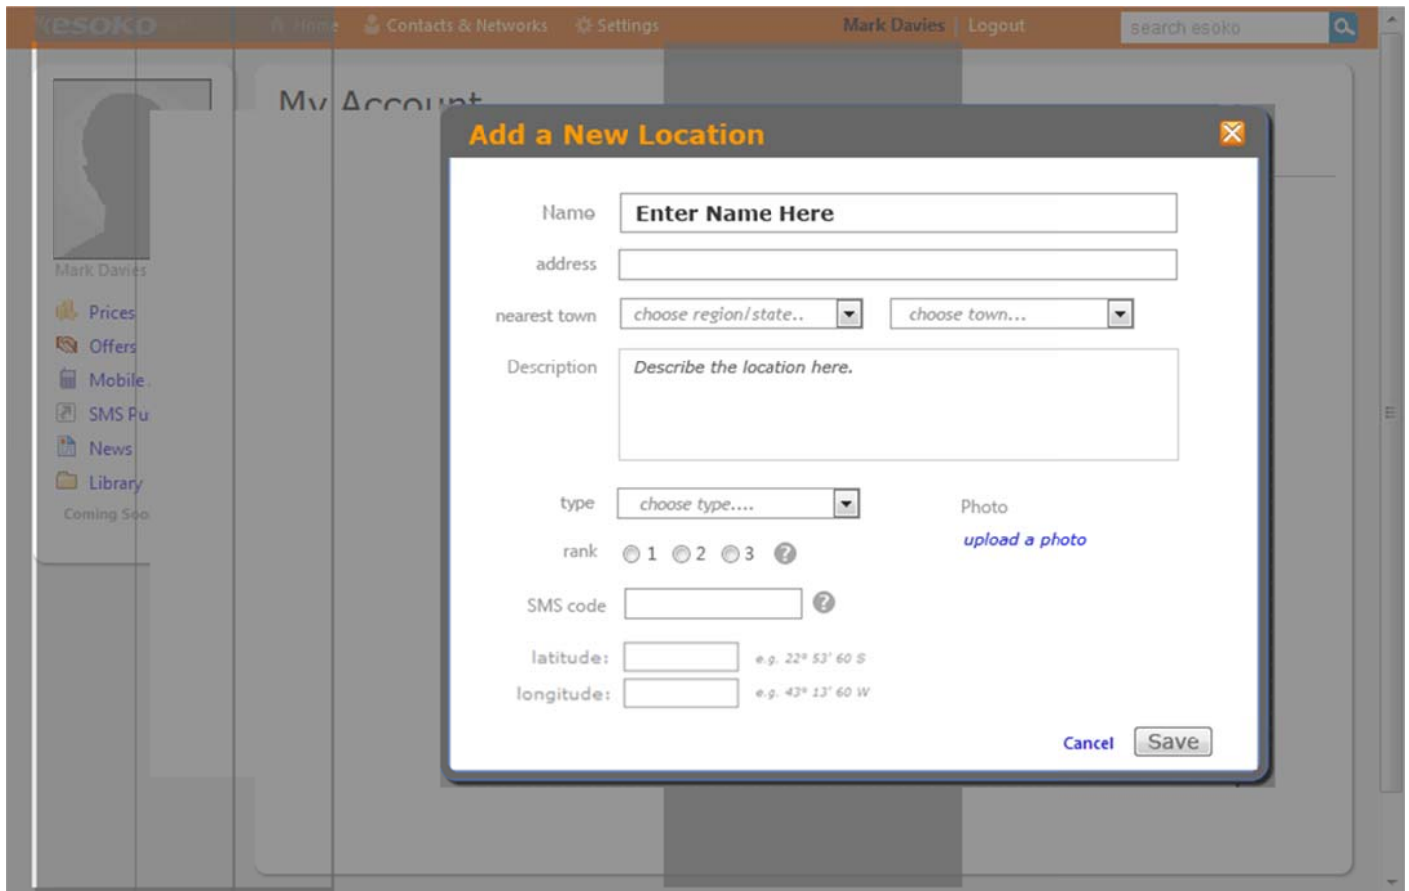 esoko
Home Contacts & Networks Settings Mark Davies | Logout search esoko
My Account
Mark Davies
Prices
Offers
Mobile
SMS Pu
News
Library
Coming Soo
Add a New Location
Name Enter Name Here
address
nearest town choose region/state.. choose town...
Description Describe the location here.
type choose type.... Photo
upload a photo
rank 1 2 3 ?
SMS code ?
latitude: e.g. 22° 53' 60 S
longitude: e.g. 43° 13' 60 W
Cancel Save